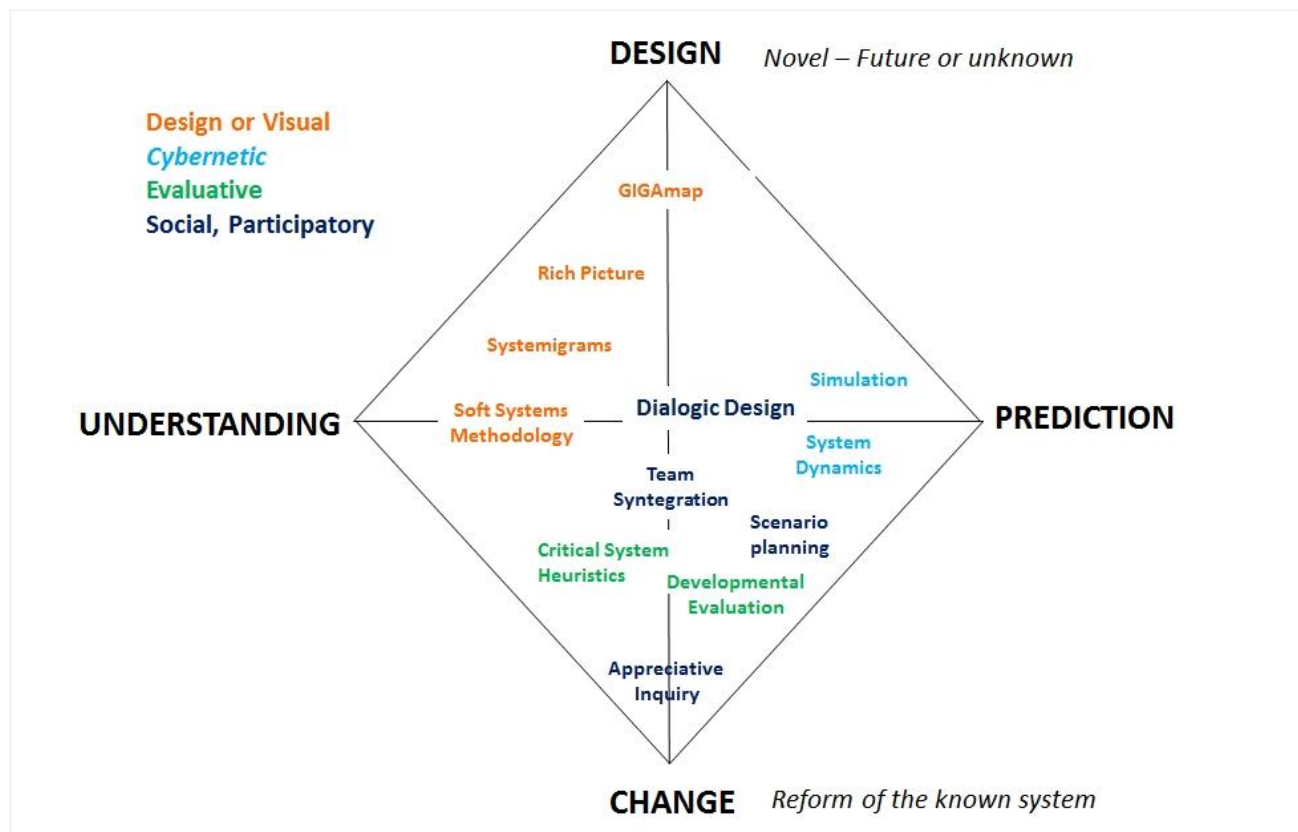 DESIGN
Novel – Future or unknown
Design or Visual
Cybernetic
Evaluative
Social, Participatory
GIGAmap
Rich Picture
Systemigrams
Simulation
UNDERSTANDING
Soft Systems
Methodology
Dialogic Design
PREDICTION
System
Dynamics
Team
Syntegration
Scenario
planning
Critical System
Heuristics
Developmental
Evaluation
Appreciative
Inquiry
CHANGE
Reform of the known system